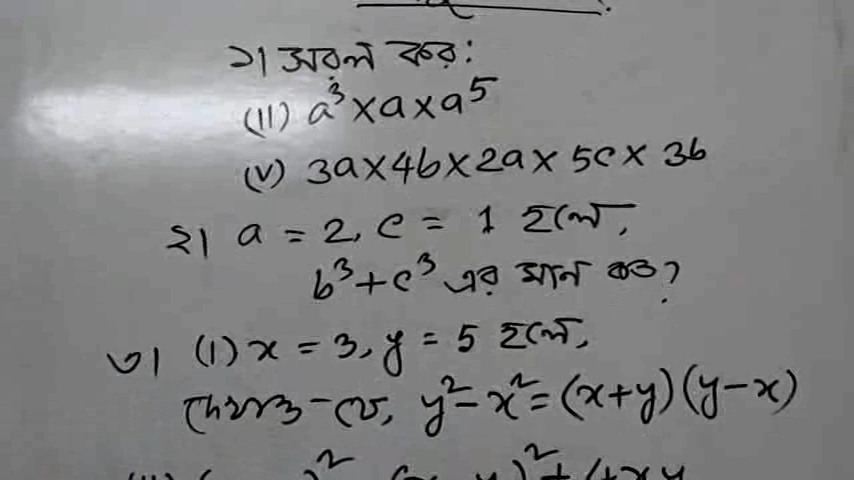 ১। সরল কর:
(ii) a³×a×a⁵
(v) 3a×4b×2a×5c×3b
২। a = 2, c = 1 হলে,
b³+c³ এর মান কত?
৩। (i) x = 3, y = 5 হলে,
দেখাও-যে, y²-x²=(x+y)(y-x)